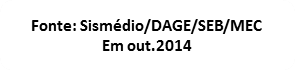 Fonte: Sismédio/DAGE/SEB/MEC
Em out.2014